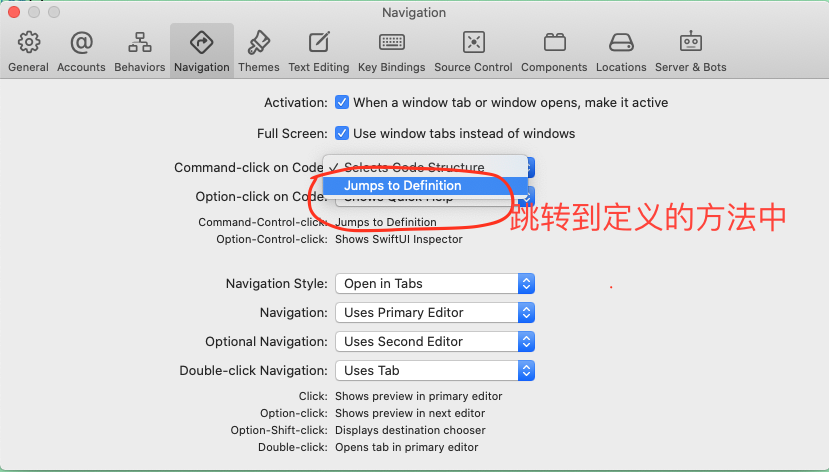 Navigation
General Accounts Behaviors Navigation Themes Text Editing Key Bindings Source Control Components Locations Server & Bots
Activation: When a window tab or window opens, make it active
Full Screen: Use window tabs instead of windows
Command-click on Code ✓ Selects Code Structure
Jumps to Definition
Option-click on Code: Shows Quick Help
跳转到定义的方法中
Command-Control-click: Jumps to Definition
Option-Control-click: Shows SwiftUI Inspector
Navigation Style: Open in Tabs
Navigation: Uses Primary Editor
Optional Navigation: Uses Second Editor
Double-click Navigation: Uses Tab
Click: Shows preview in primary editor
Option-click: Shows preview in next editor
Option-Shift-click: Displays destination chooser
Double-click: Opens tab in primary editor